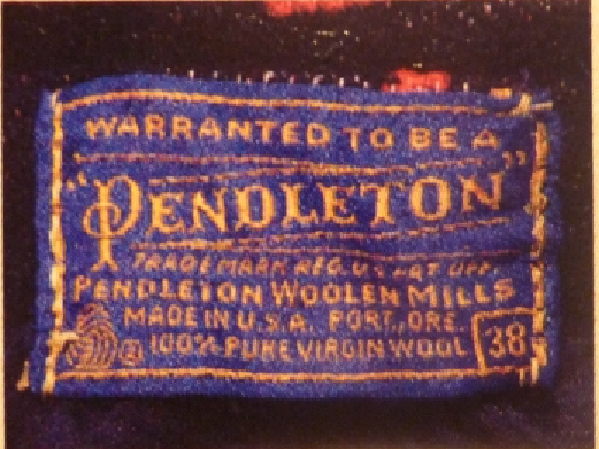 WARRANTED TO BE A
"PENDLETON"
TRADE MARK REG. U.S. PAT. OFF.
PENDLETON WOOLEN MILLS
MADE IN U.S.A. PORT., ORE.
100% PURE VIRGIN WOOL 38